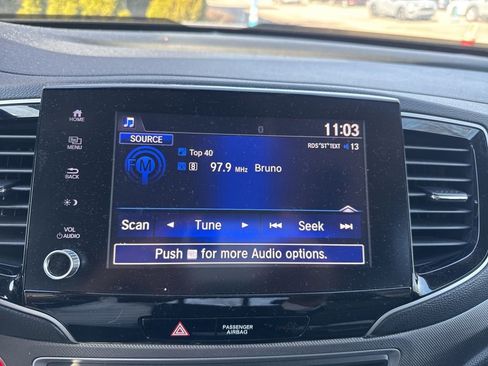 HOME
MENU
BACK
VOL
AUDIO
11:03
SOURCE
RDS "ST" TEXT 13
FM
Top 40
8 97.9 MHz Bruno
Scan Tune Seek
Push for more Audio options.
PASSENGER
AIRBAG